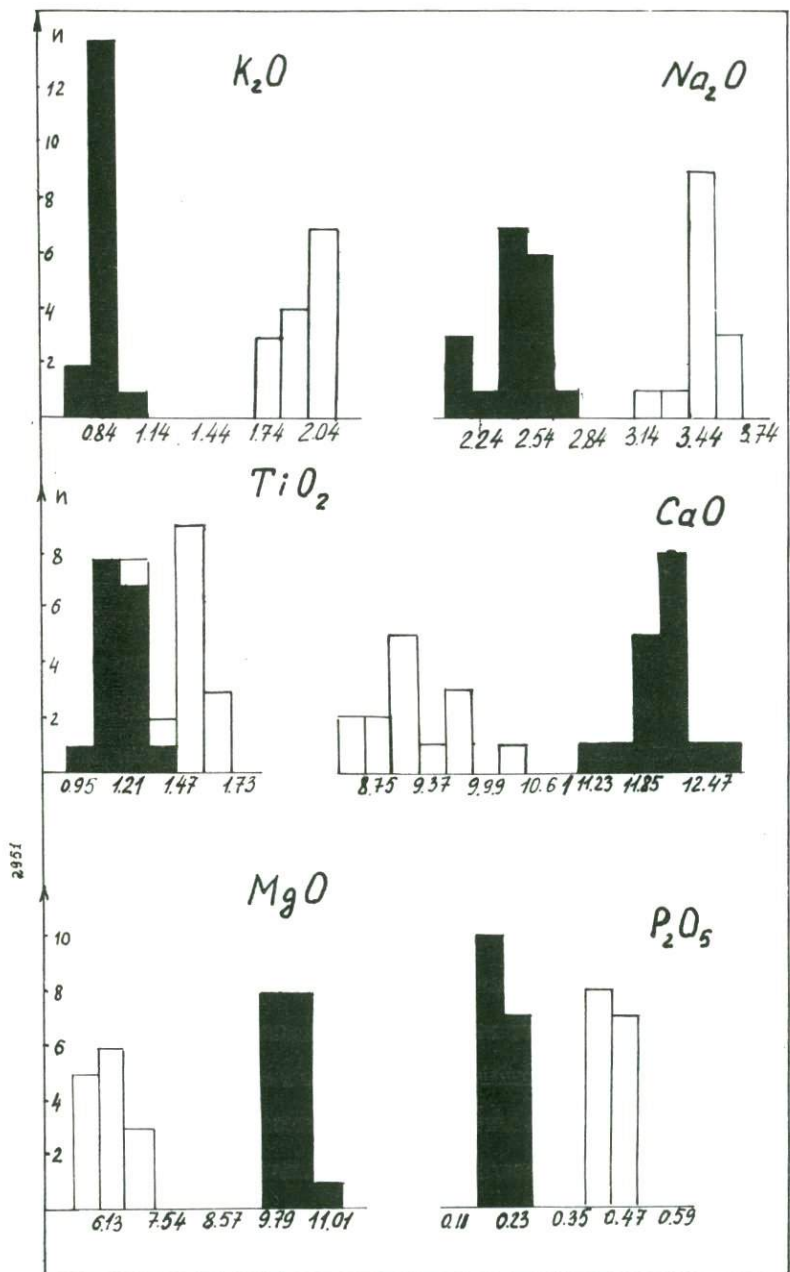 n
K₂O
Na₂O
12
10
8
6
4
2
0.84 1.14 1.44 1.74 2.04
2.24 2.54 2.84 3.14 3.44 3.74
n
TiO₂
CaO
8
6
4
2
0.95 1.21 1.47 1.73
8.75 9.37 9.99 10.61 11.23 11.85 12.47
2951
MgO
P₂O₅
10
8
6
4
2
6.13 7.54 8.57 9.79 11.01
0.11 0.23 0.35 0.47 0.59